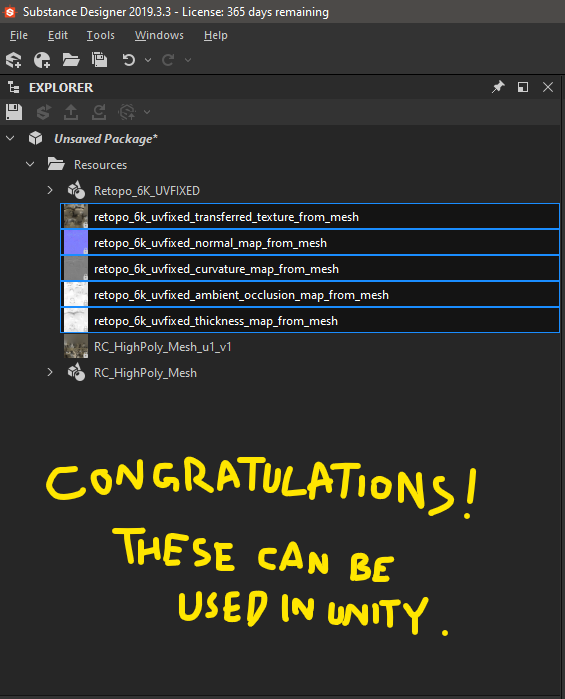 Substance Designer 2019.3.3 - License: 365 days remaining
File Edit Tools Windows Help
EXPLORER
Unsaved Package*
Resources
Retopo_6K_UVFIXED
retopo_6k_uvfixed_transferred_texture_from_mesh
retopo_6k_uvfixed_normal_map_from_mesh
retopo_6k_uvfixed_curvature_map_from_mesh
retopo_6k_uvfixed_ambient_occlusion_map_from_mesh
retopo_6k_uvfixed_thickness_map_from_mesh
RC_HighPoly_Mesh_u1_v1
RC_HighPoly_Mesh
CONGRATULATIONS!
THESE CAN BE
USED IN UNITY.